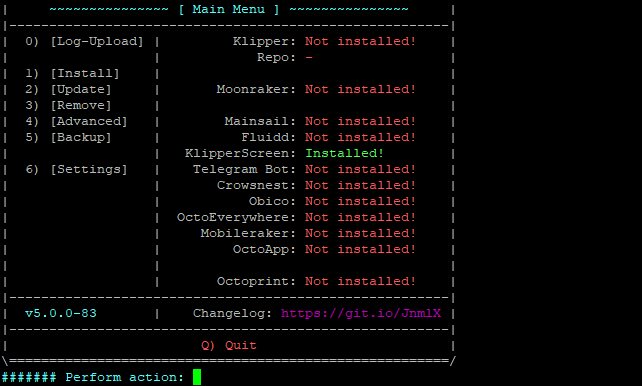 ~~~~~~~~~~~~~~~ [ Main Menu ] ~~~~~~~~~~~~~~~
0) [Log-Upload] | Klipper: Not installed!
Repo: -
1) [Install]
2) [Update] | Moonraker: Not installed!
3) [Remove]
4) [Advanced] | Mainsail: Not installed!
5) [Backup] | Fluidd: Not installed!
KlipperScreen: Installed!
6) [Settings] | Telegram Bot: Not installed!
Crowsnest: Not installed!
Obico: Not installed!
OctoEverywhere: Not installed!
Mobileraker: Not installed!
OctoApp: Not installed!
Octoprint: Not installed!
v5.0.0-83 | Changelog: https://git.io/JnmlX
Q) Quit
####### Perform action: